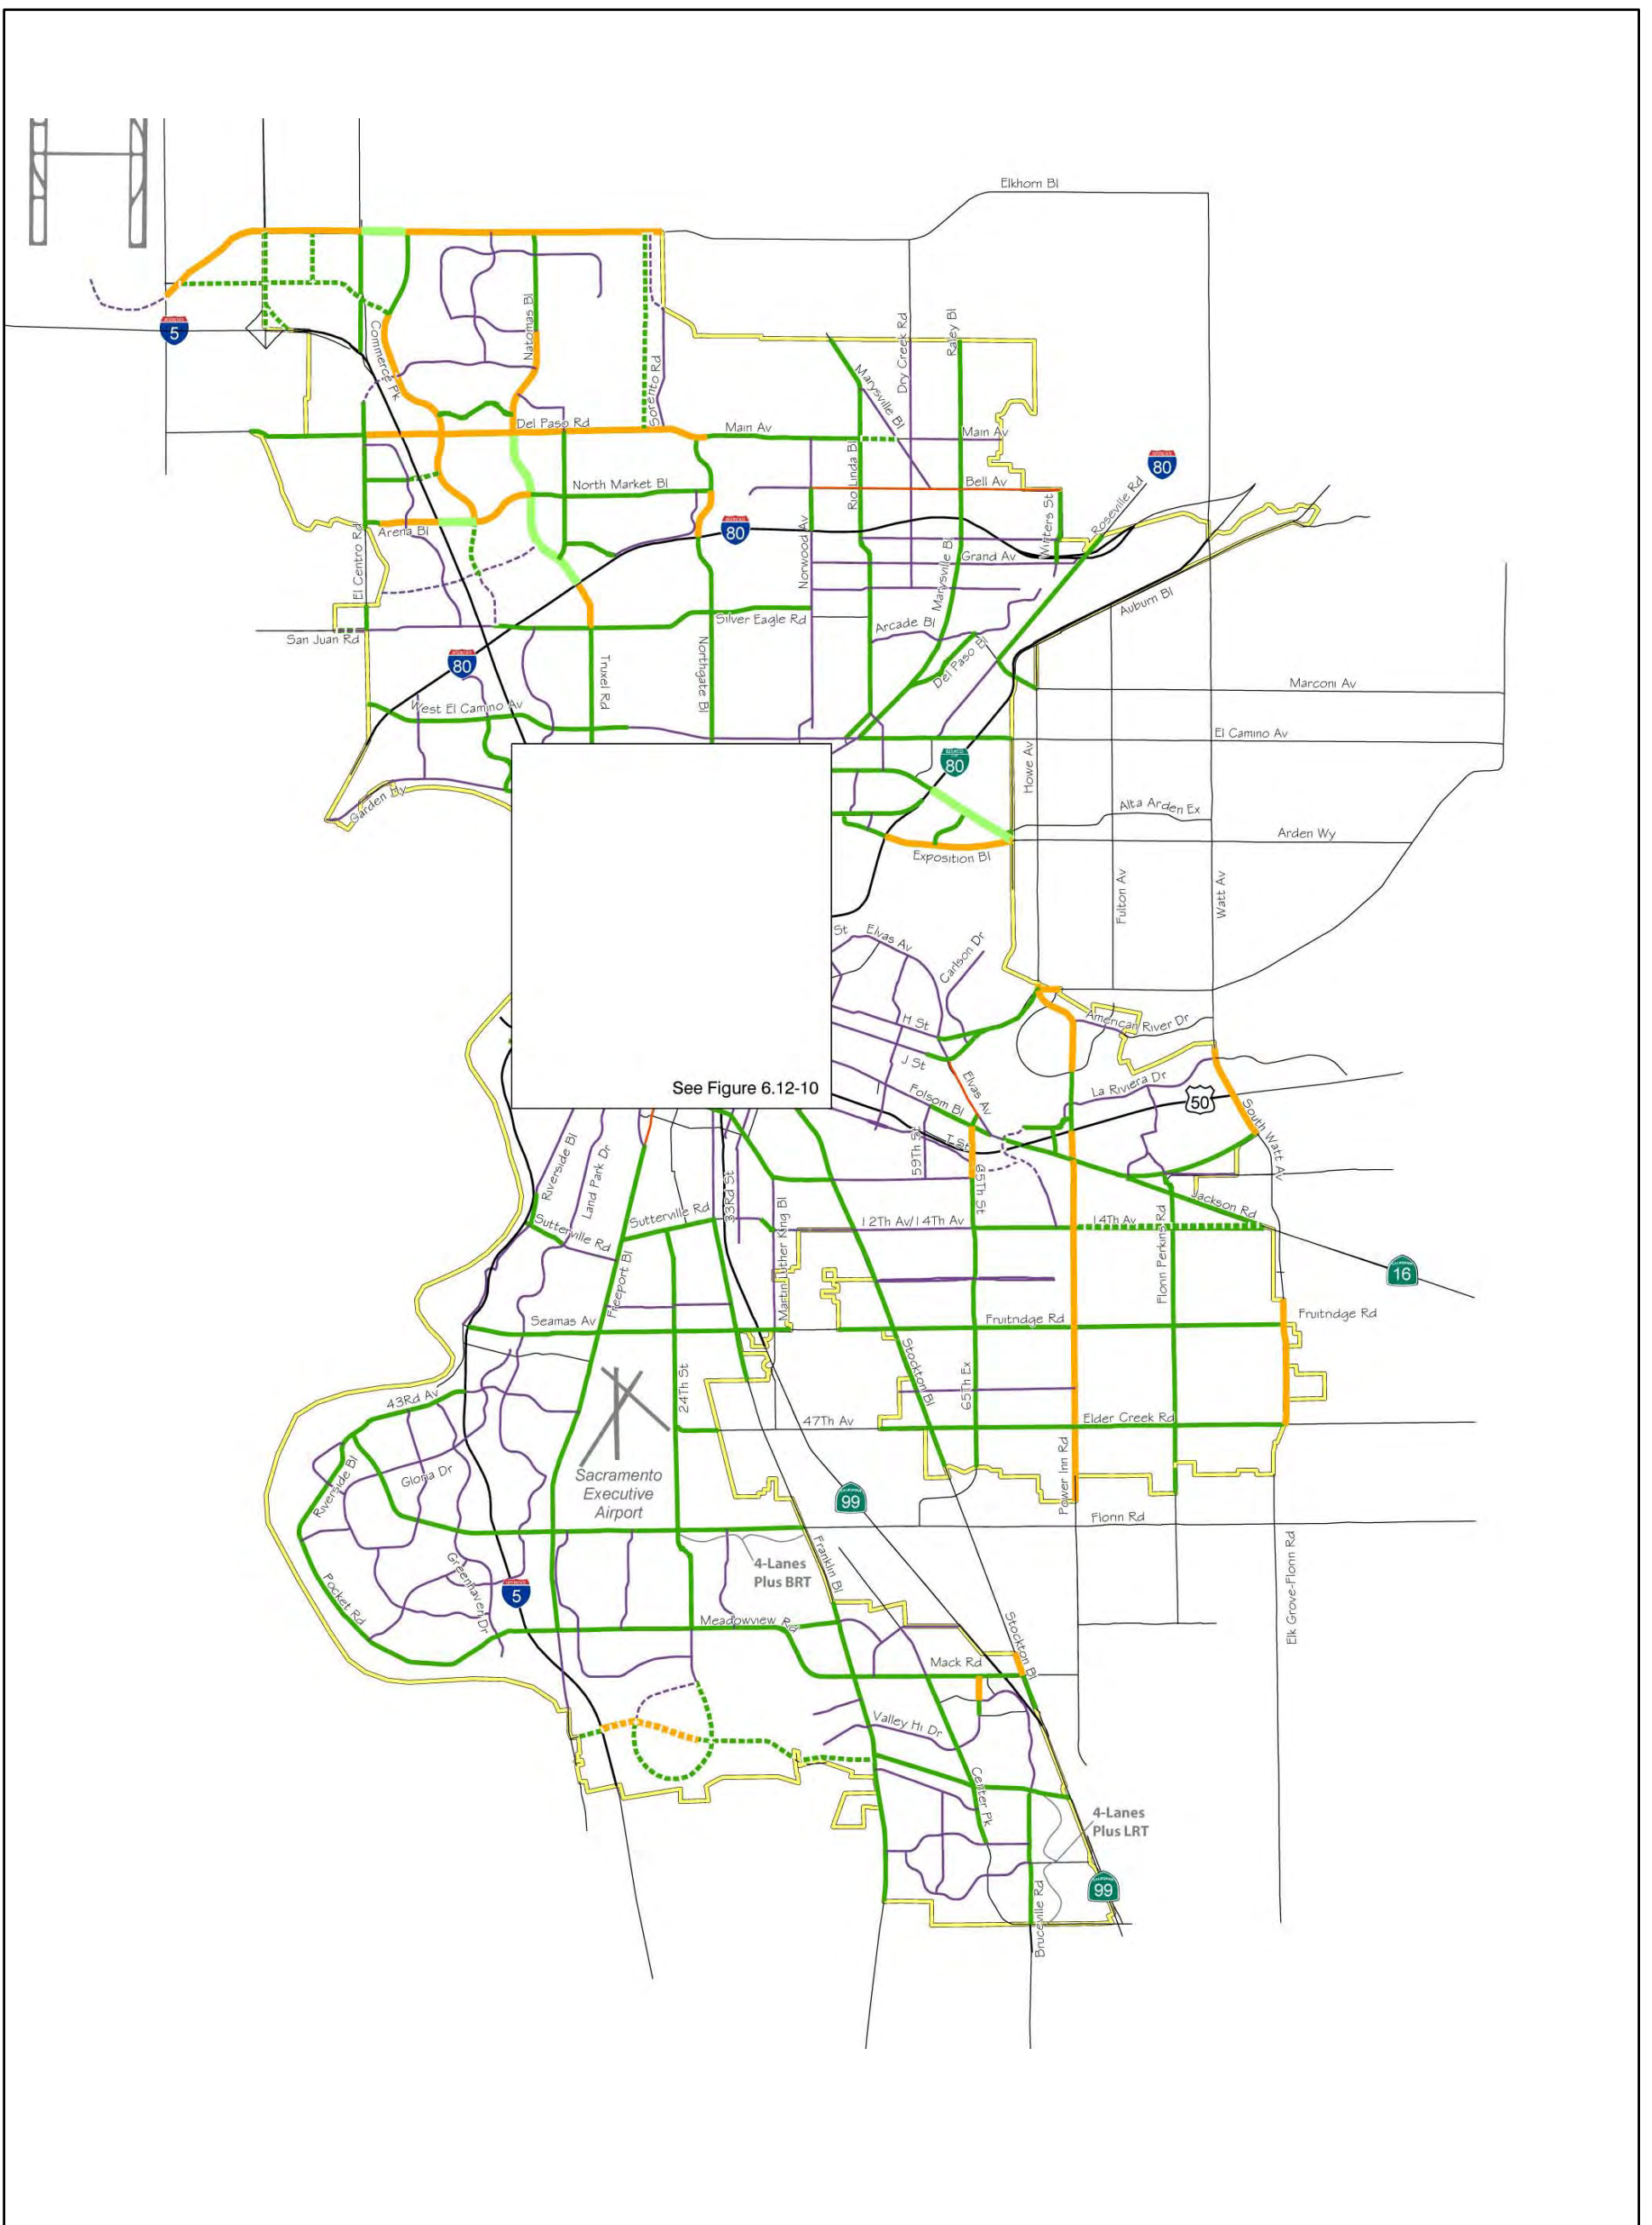 Elkhorn Bl
5
Commerce Pk
Natomas Bl
Sorento Rd
Marysville Bl
Dry Creek Rd
Raley Bl
Del Paso Rd
Main Av
Main Av
Rio Linda Bl
80
North Market Bl
Bell Av
Winters St
Roseville Rd
El Centro Rd
Arena Bl
80
Norwood Av
Marysville Bl
Grand Av
Auburn Bl
San Juan Rd
Silver Eagle Rd
Arcade Bl
80
Truxel Rd
Northgate Bl
Del Paso Bl
Marconi Av
West El Camino Av
El Camino Av
80
Howe Av
Garden Hy
Alta Arden Ex
Arden Wy
Exposition Bl
Fulton Av
Watt Av
St
Elvas Av
Carlson Dr
H St
American River Dr
J St
See Figure 6.12-10
Folsom Bl
Elvas Av
La Riviera Dr
50
South Watt Av
Riverside Bl
Land Park Dr
59Th St
T St
33Rd St
65Th St
Jackson Rd
Sutterville Rd
Sutterville Rd
Martin Luther King Bl
12Th Av/14Th Av
14Th Av
Florin Perkins Rd
16
Freeport Bl
Seamas Av
Fruitridge Rd
Fruitridge Rd
24Th St
Stockton Bl
65Th Ex
43Rd Av
47Th Av
Elder Creek Rd
Riverside Bl
Gloria Dr
Sacramento
Executive
Airport
Power Inn Rd
99
Florin Rd
4-Lanes
Plus BRT
Franklin Bl
Elk Grove-Florin Rd
Greenhaven Dr
5
Pocket Rd
Meadowview Rd
Stockton Bl
Mack Rd
Valley Hi Dr
Center Pk
4-Lanes
Plus LRT
99
Bruceville Rd